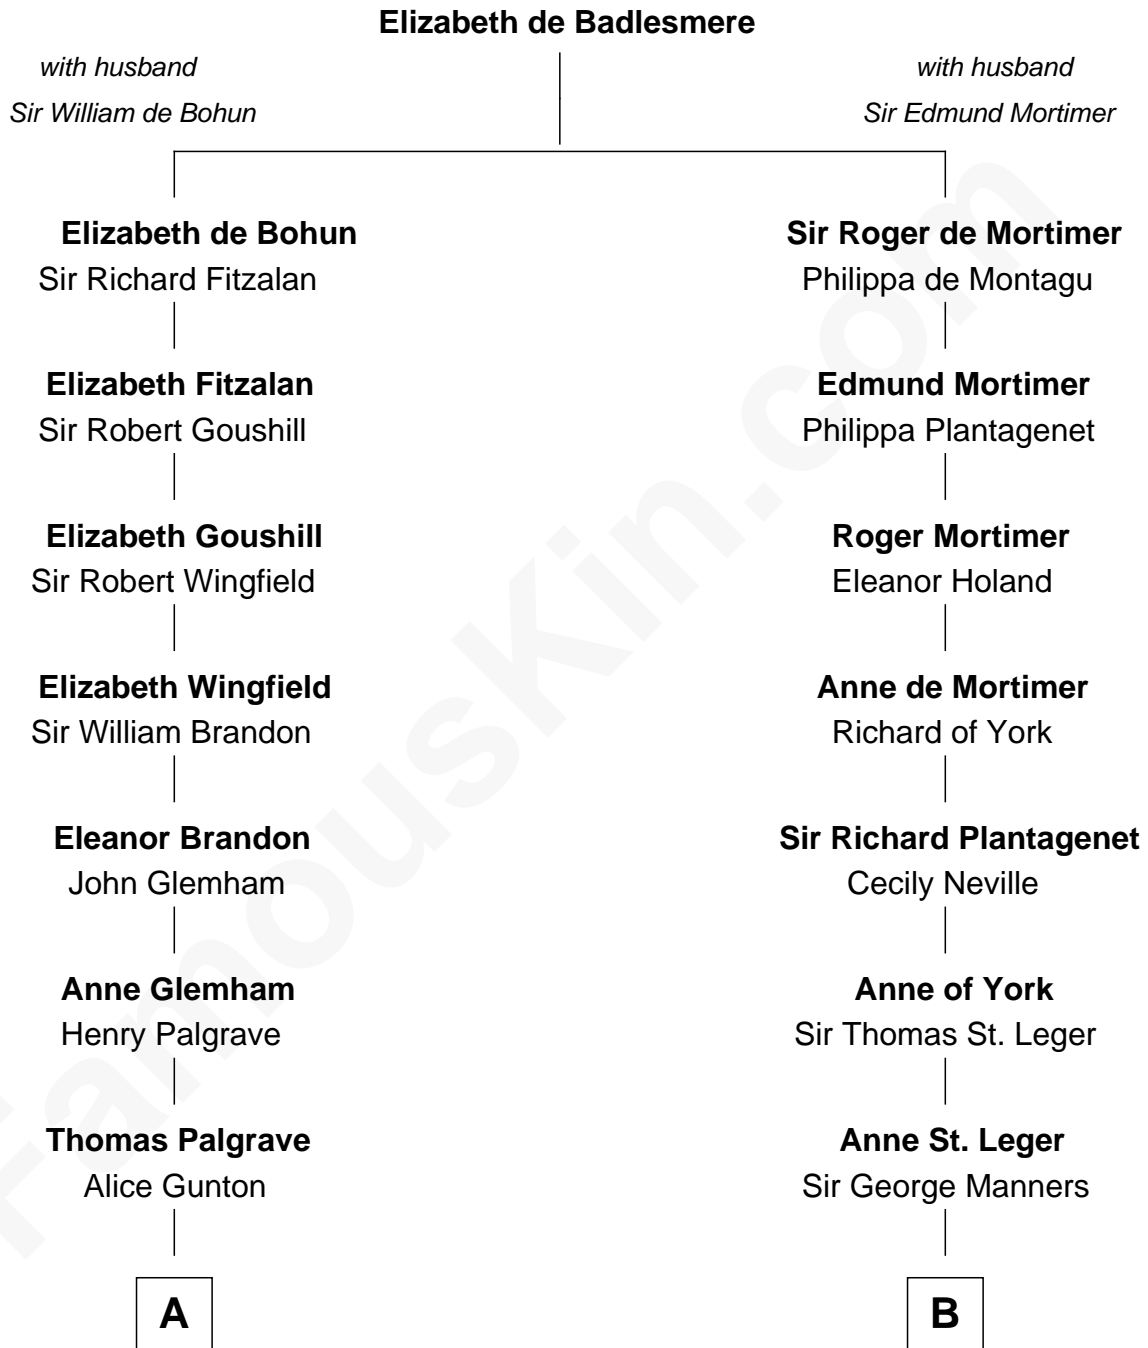 Elizabeth de Badlesmere
with husband
Sir William de Bohun
with husband
Sir Edmund Mortimer
Elizabeth de Bohun
Sir Richard Fitzalan
Sir Roger de Mortimer
Philippa de Montagu
Elizabeth Fitzalan
Sir Robert Goushill
Edmund Mortimer
Philippa Plantagenet
Elizabeth Goushill
Sir Robert Wingfield
Roger Mortimer
Eleanor Holand
Elizabeth Wingfield
Sir William Brandon
Anne de Mortimer
Richard of York
Eleanor Brandon
John Glemham
Sir Richard Plantagenet
Cecily Neville
Anne Glemham
Henry Palgrave
Anne of York
Sir Thomas St. Leger
Thomas Palgrave
Alice Gunton
Anne St. Leger
Sir George Manners
A
B
FamousKin.com